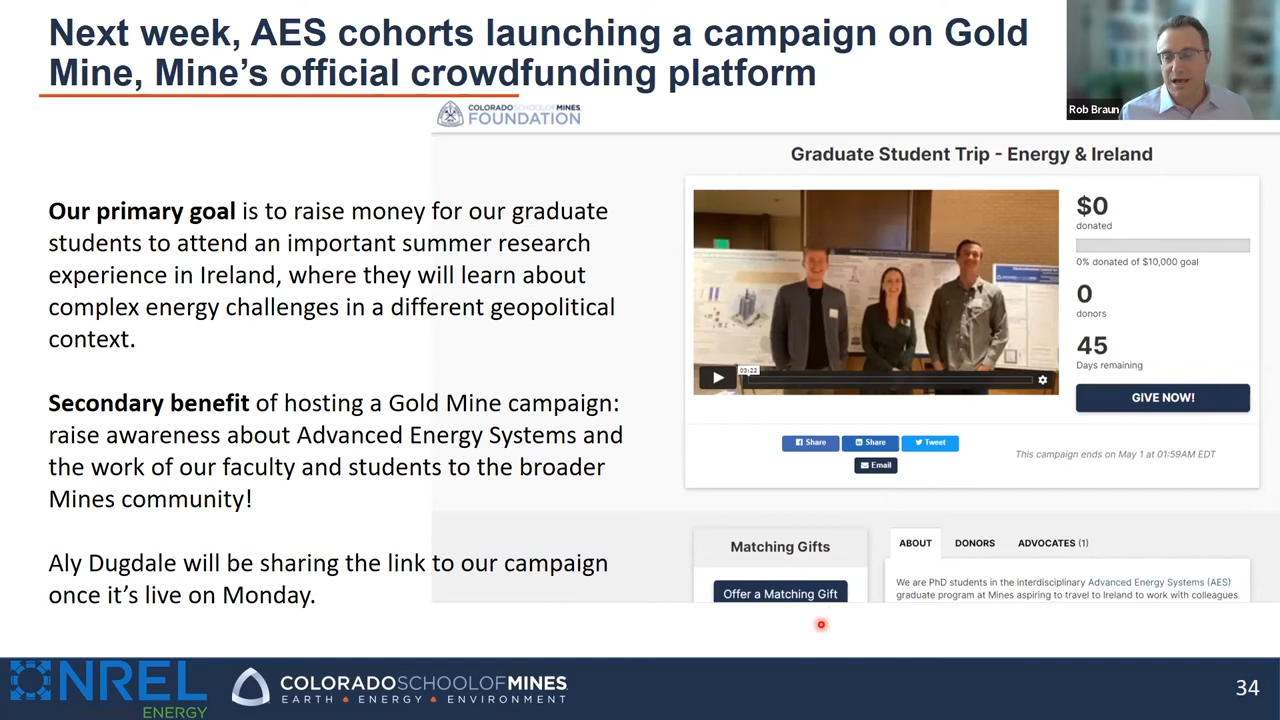 Next week, AES cohorts launching a campaign on Gold
Mine, Mine's official crowdfunding platform
Rob Braun
COLORADOSCHOOLOFMINES
FOUNDATION
Graduate Student Trip - Energy & Ireland
Our primary goal is to raise money for our graduate
students to attend an important summer research
experience in Ireland, where they will learn about
complex energy challenges in a different geopolitical
context.
Secondary benefit of hosting a Gold Mine campaign:
raise awareness about Advanced Energy Systems and
the work of our faculty and students to the broader
Mines community!
Aly Dugdale will be sharing the link to our campaign
once it's live on Monday.
03:22
$0
donated
0% donated of $10,000 goal
0
donors
45
Days remaining
GIVE NOW!
Share
Share
Tweet
Email
This campaign ends on May 1 at 01:59AM EDT
Matching Gifts
Offer a Matching Gift
ABOUT
DONORS
ADVOCATES (1)
We are PhD students in the interdisciplinary Advanced Energy Systems (AES)
graduate program at Mines aspiring to travel to Ireland to work with colleagues
NREL
ENERGY
COLORADOSCHOOLOFMINES
EARTH • ENERGY • ENVIRONMENT
34